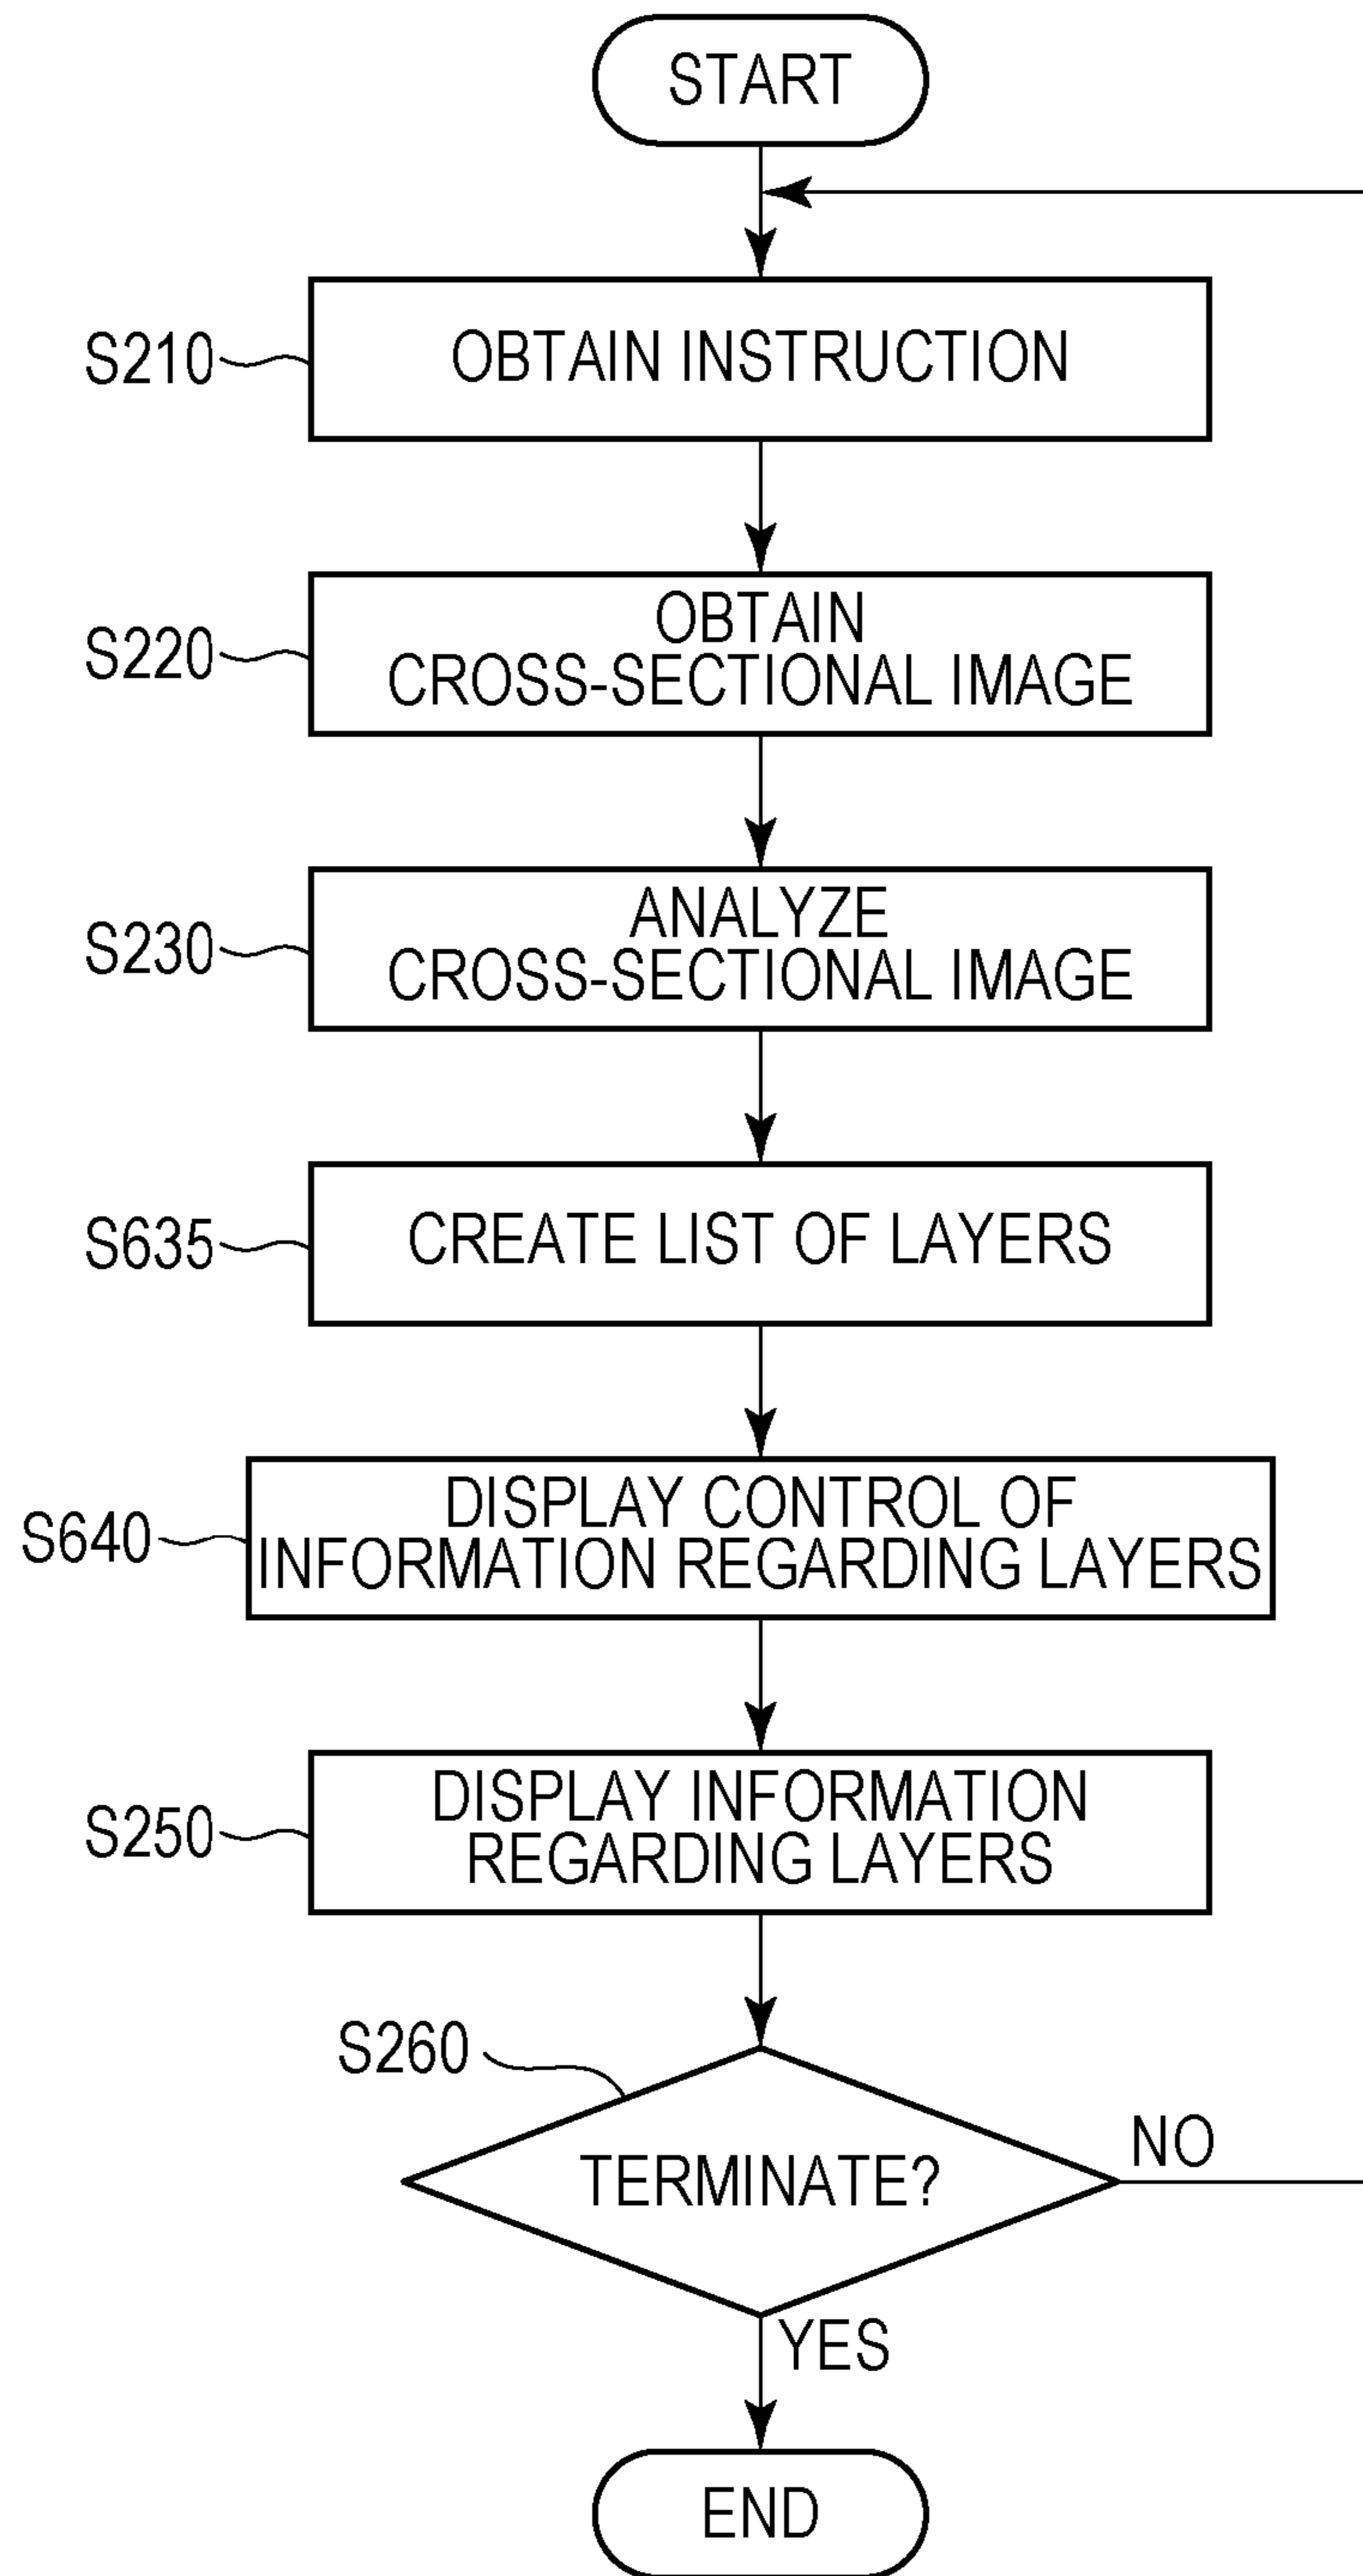 START
S210
OBTAIN INSTRUCTION
S220
OBTAIN
CROSS-SECTIONAL IMAGE
S230
ANALYZE
CROSS-SECTIONAL IMAGE
S635
CREATE LIST OF LAYERS
S640
DISPLAY CONTROL OF
INFORMATION REGARDING LAYERS
S250
DISPLAY INFORMATION
REGARDING LAYERS
S260
TERMINATE?
NO
YES
END